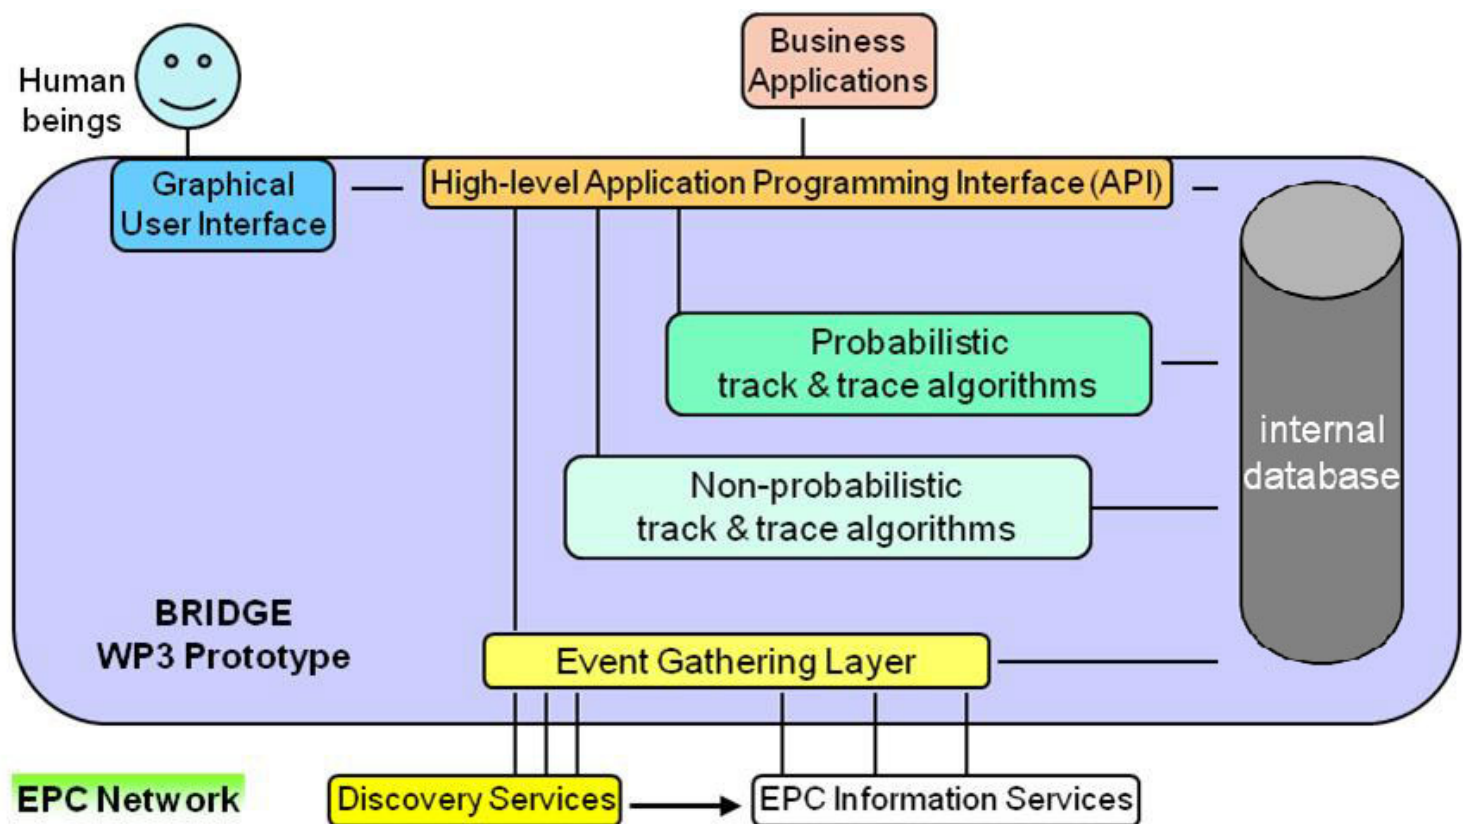 Human
beings
Business
Applications
Graphical
User Interface
High-level Application Programming Interface (API)
Probabilistic
track & trace algorithms
internal
database
Non-probabilistic
track & trace algorithms
BRIDGE
WP3 Prototype
Event Gathering Layer
EPC Network
Discovery Services
EPC Information Services